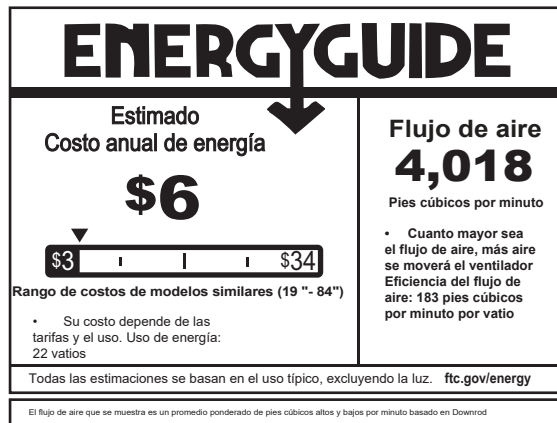 ENERGYGUIDE
Estimado
Costo anual de energía
$6
$3
$34
Rango de costos de modelos similares (19 "- 84")
• Su costo depende de las
tarifas y el uso. Uso de energía:
22 vatios
Flujo de aire
4,018
Pies cúbicos por minuto
• Cuanto mayor sea
el flujo de aire, más aire
se moverá el ventilador
Eficiencia del flujo de
aire: 183 pies cúbicos
por minuto por vatio
Todas las estimaciones se basan en el uso típico, excluyendo la luz. ftc.gov/energy
El flujo de aire que se muestra es un promedio ponderado de pies cúbicos altos y bajos por minuto basado en Downrod